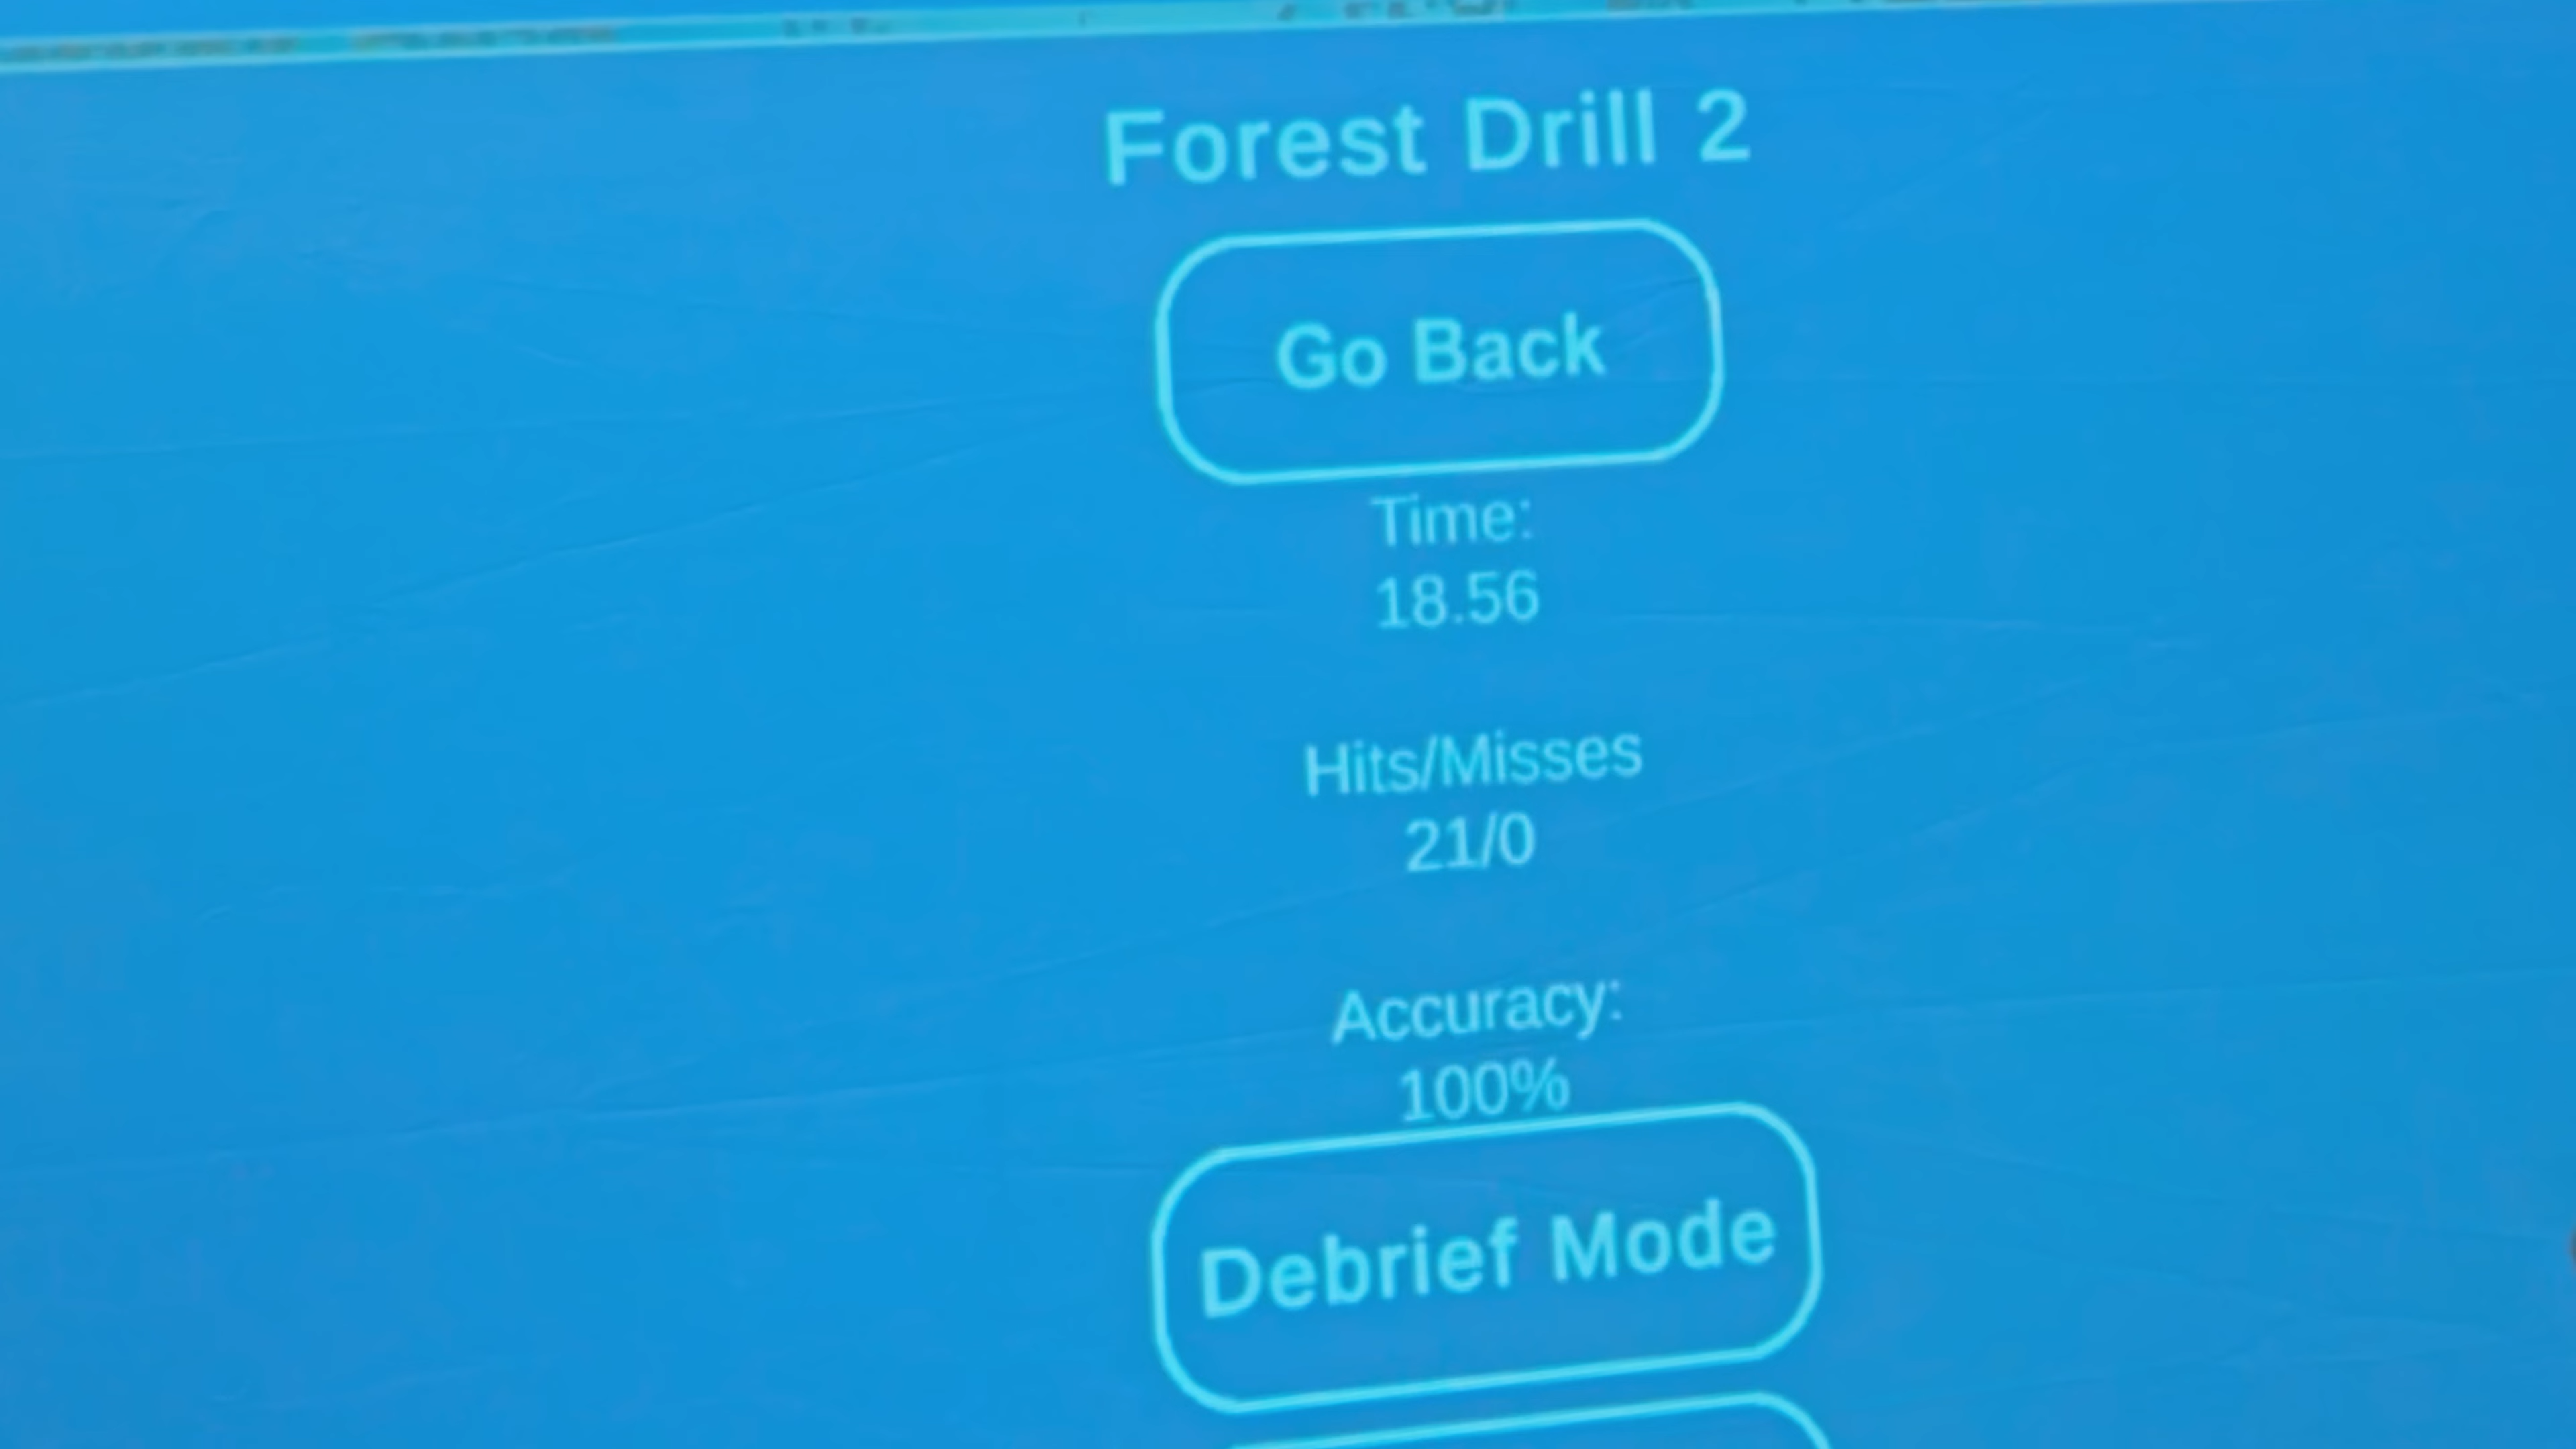 Forest Drill 2
Go Back
Time:
18.56
Hits/Misses
21/0
Accuracy:
100%
Debrief Mode